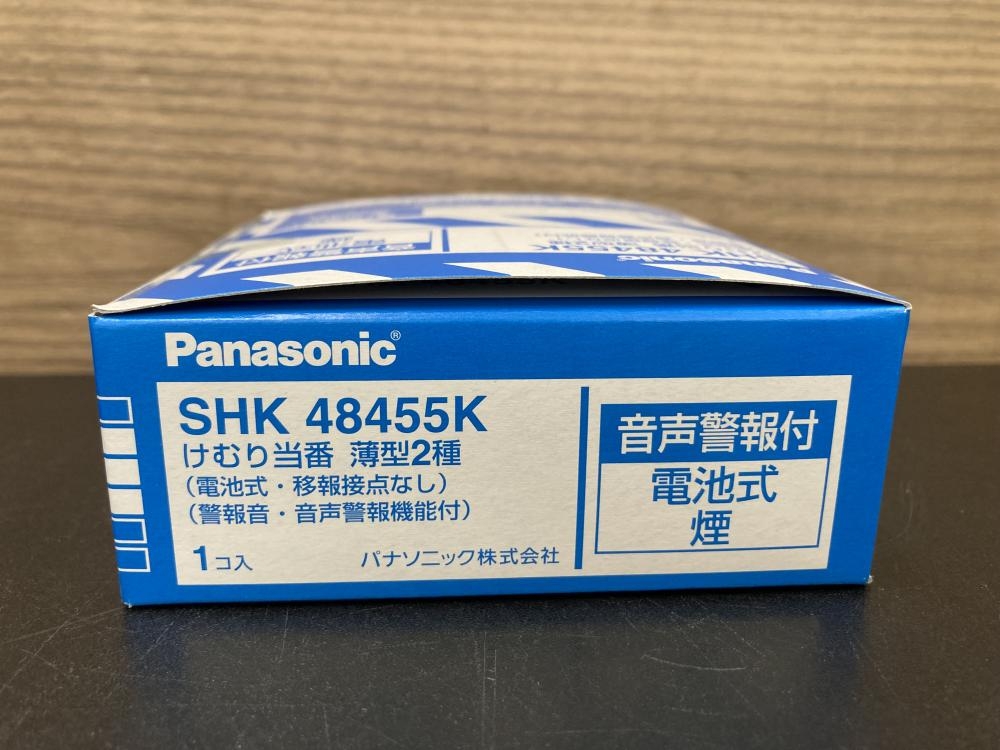 Panasonic®
SHK 48455K
けむり当番 薄型2種
（電池式・移報接点なし）
（警報音・音声警報機能付）
1コ入
パナソニック株式会社
音声警報付
電池式
煙
Panasonic